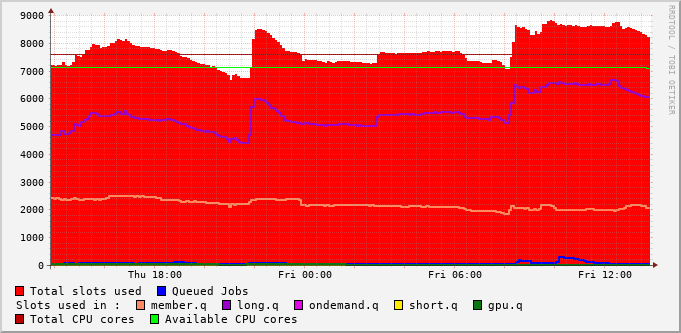 9000
8000
7000
6000
5000
4000
3000
2000
1000
0
Thu 18:00 Fri 00:00 Fri 06:00 Fri 12:00
RRDTOOL / TOBI OETIKER
Total slots used Queued Jobs
Slots used in : member.q long.q ondemand.q short.q gpu.q
Total CPU cores Available CPU cores